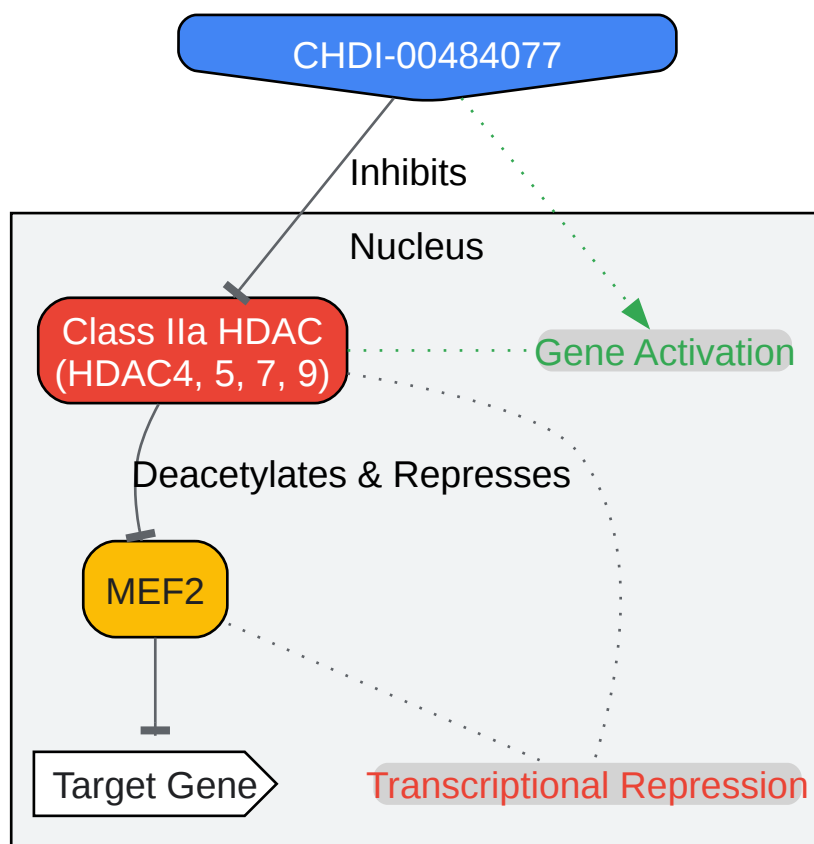 CHDI-00484077
Inhibits
Nucleus
Class IIa HDAC
(HDAC4, 5, 7, 9)
Gene Activation
Deacetylates & Represses
MEF2
Target Gene
Transcriptional Repression